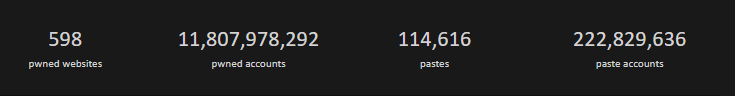 598 11,807,978,292 114,616 222,829,636
pwned websites pwned accounts pastes paste accounts